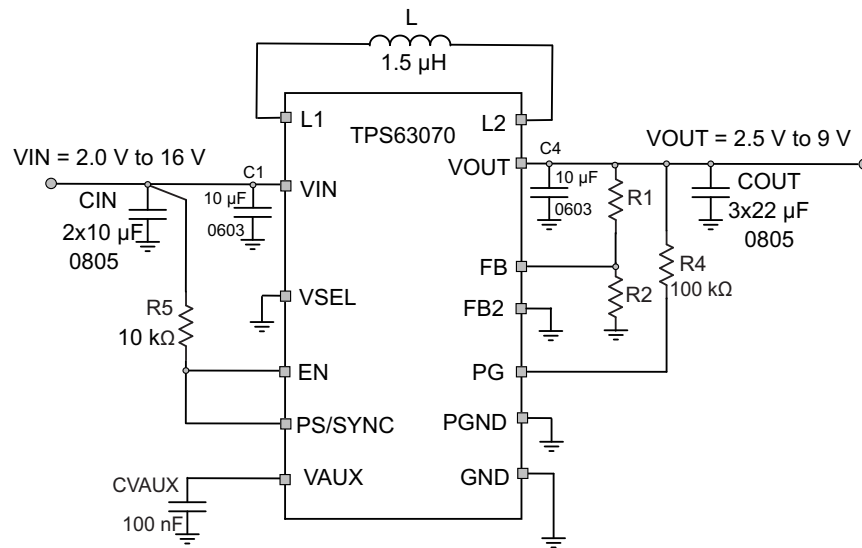 L
1.5 µH
L1
L2
TPS63070
VIN = 2.0 V to 16 V
C1
VIN
CIN
2x10 µF
0805
10 µF
0603
VOUT = 2.5 V to 9 V
C4
VOUT
10 µF
0603
R1
COUT
3x22 µF
0805
FB
R2
R4
100 kΩ
VSEL
FB2
R5
10 kΩ
EN
PG
PS/SYNC
PGND
CVAUX
VAUX
GND
100 nF